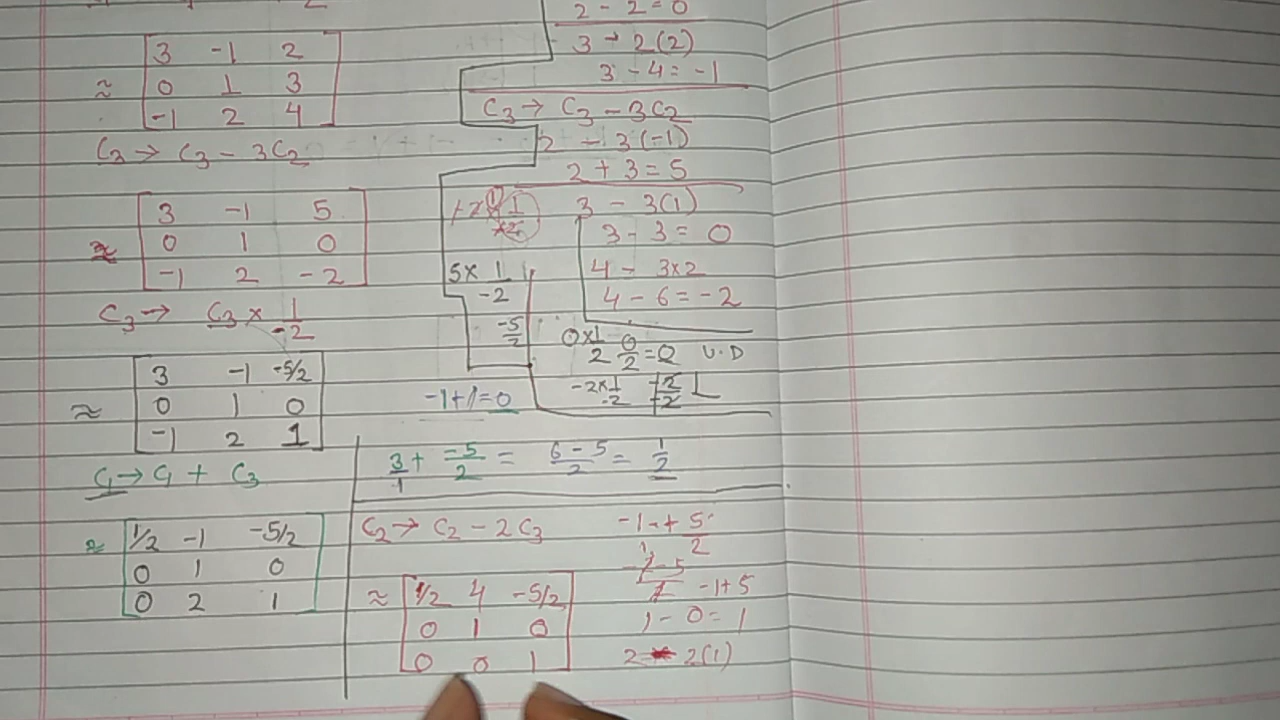 3 -1 2
≈ 0 1 3
-1 2 4
C3 → C3 - 3C2
3 -1 5
≈ 0 1 0
-1 2 -2
C3 → C3 × 1/-2
3 -1 -5/2
≈ 0 1 0
-1 2 1
C1 → C1 + C3
≈ 1/2 -1 -5/2
0 1 0
0 2 1
2 - 2 = 0
3 - 2(2)
3 - 4 = -1
C3 → C3 - 3C2
2 - 3(-1)
2 + 3 = 5
3 - 3(1)
3 - 3 = 0
4 - 3×2
4 - 6 = -2
5 × 1/-2
-5/2
0×1/2 0/2 = 0 U.D
-2×1/-2 -2/-2 1
-1+1=0
3/1 + -5/2 = 6-5/2 = 1/2
C2 → C2 - 2C3
≈ 1/2 4 -5/2
0 1 0
0 0 1
-1 + 5/2
-1+5
1 - 0 = 1
2 - 2(1)